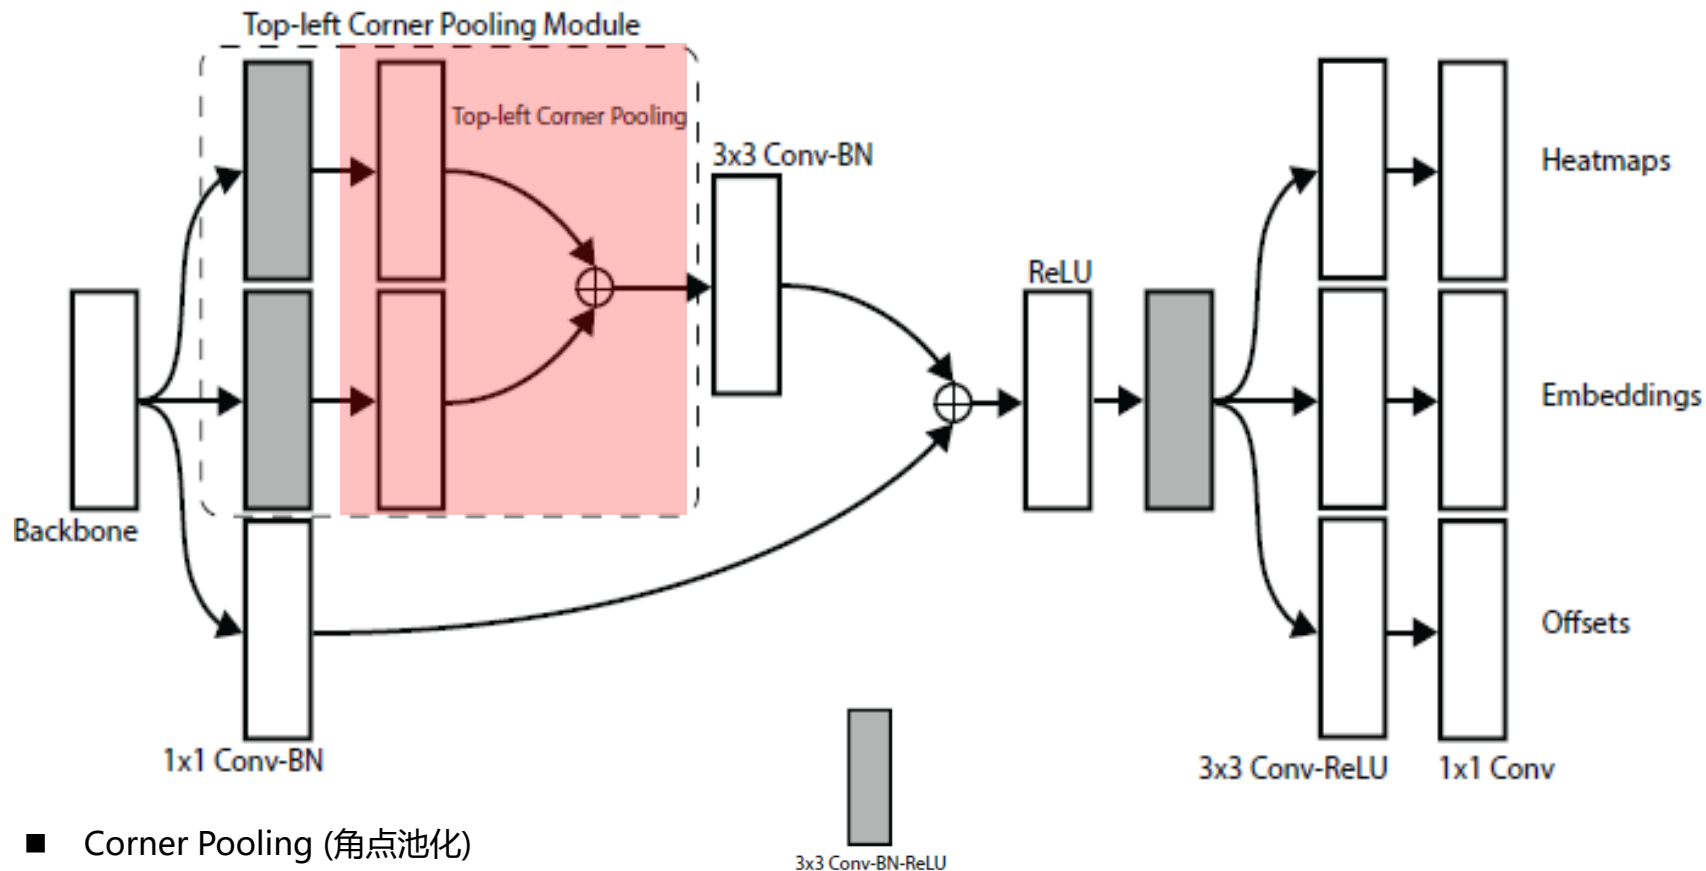 Top-left Corner Pooling Module
Top-left Corner Pooling
3x3 Conv-BN
Heatmaps
ReLU
Embeddings
Backbone
Offsets
1x1 Conv-BN
3x3 Conv-ReLU
1x1 Conv
■ Corner Pooling (角点池化)
3x3 Conv-BN-ReLU